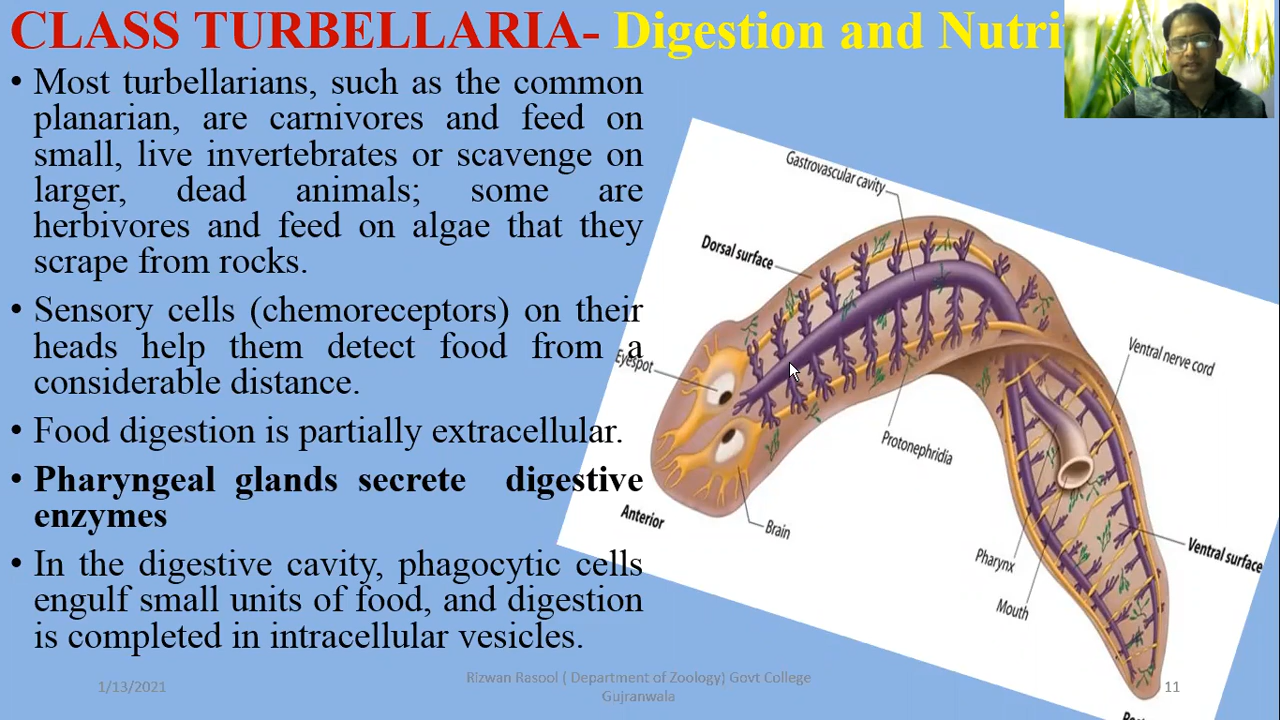 CLASS TURBELLARIA- Digestion and Nutri
• Most turbellarians, such as the common
planarian, are carnivores and feed on
small, live invertebrates or scavenge on
larger, dead animals; some are
herbivores and feed on algae that they
scrape from rocks.
• Sensory cells (chemoreceptors) on their
heads help them detect food from a
considerable distance.
• Food digestion is partially extracellular.
• Pharyngeal glands secrete digestive
enzymes
• In the digestive cavity, phagocytic cells
engulf small units of food, and digestion
is completed in intracellular vesicles.
Gastrovascular cavity
Dorsal surface
Eyespot
Ventral nerve cord
Protonephridia
Anterior
Brain
Pharynx
Ventral surface
Mouth
1/13/2021
Rizwan Rasool ( Department of Zoology) Govt College
Gujranwala
11